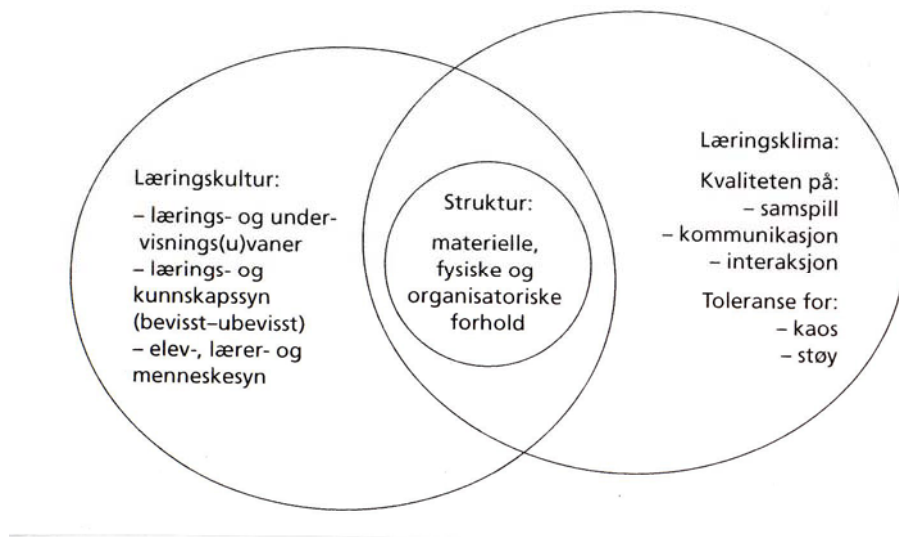 Læringskultur:
– lærings- og under-
visnings(u)vaner
– lærings- og
kunnskapssyn
(bevisst–ubevisst)
– elev-, lærer- og
menneskesyn
Struktur:
materielle,
fysiske og
organisatoriske
forhold
Læringsklima:
Kvaliteten på:
– samspill
– kommunikasjon
– interaksjon
Toleranse for:
– kaos
– støy